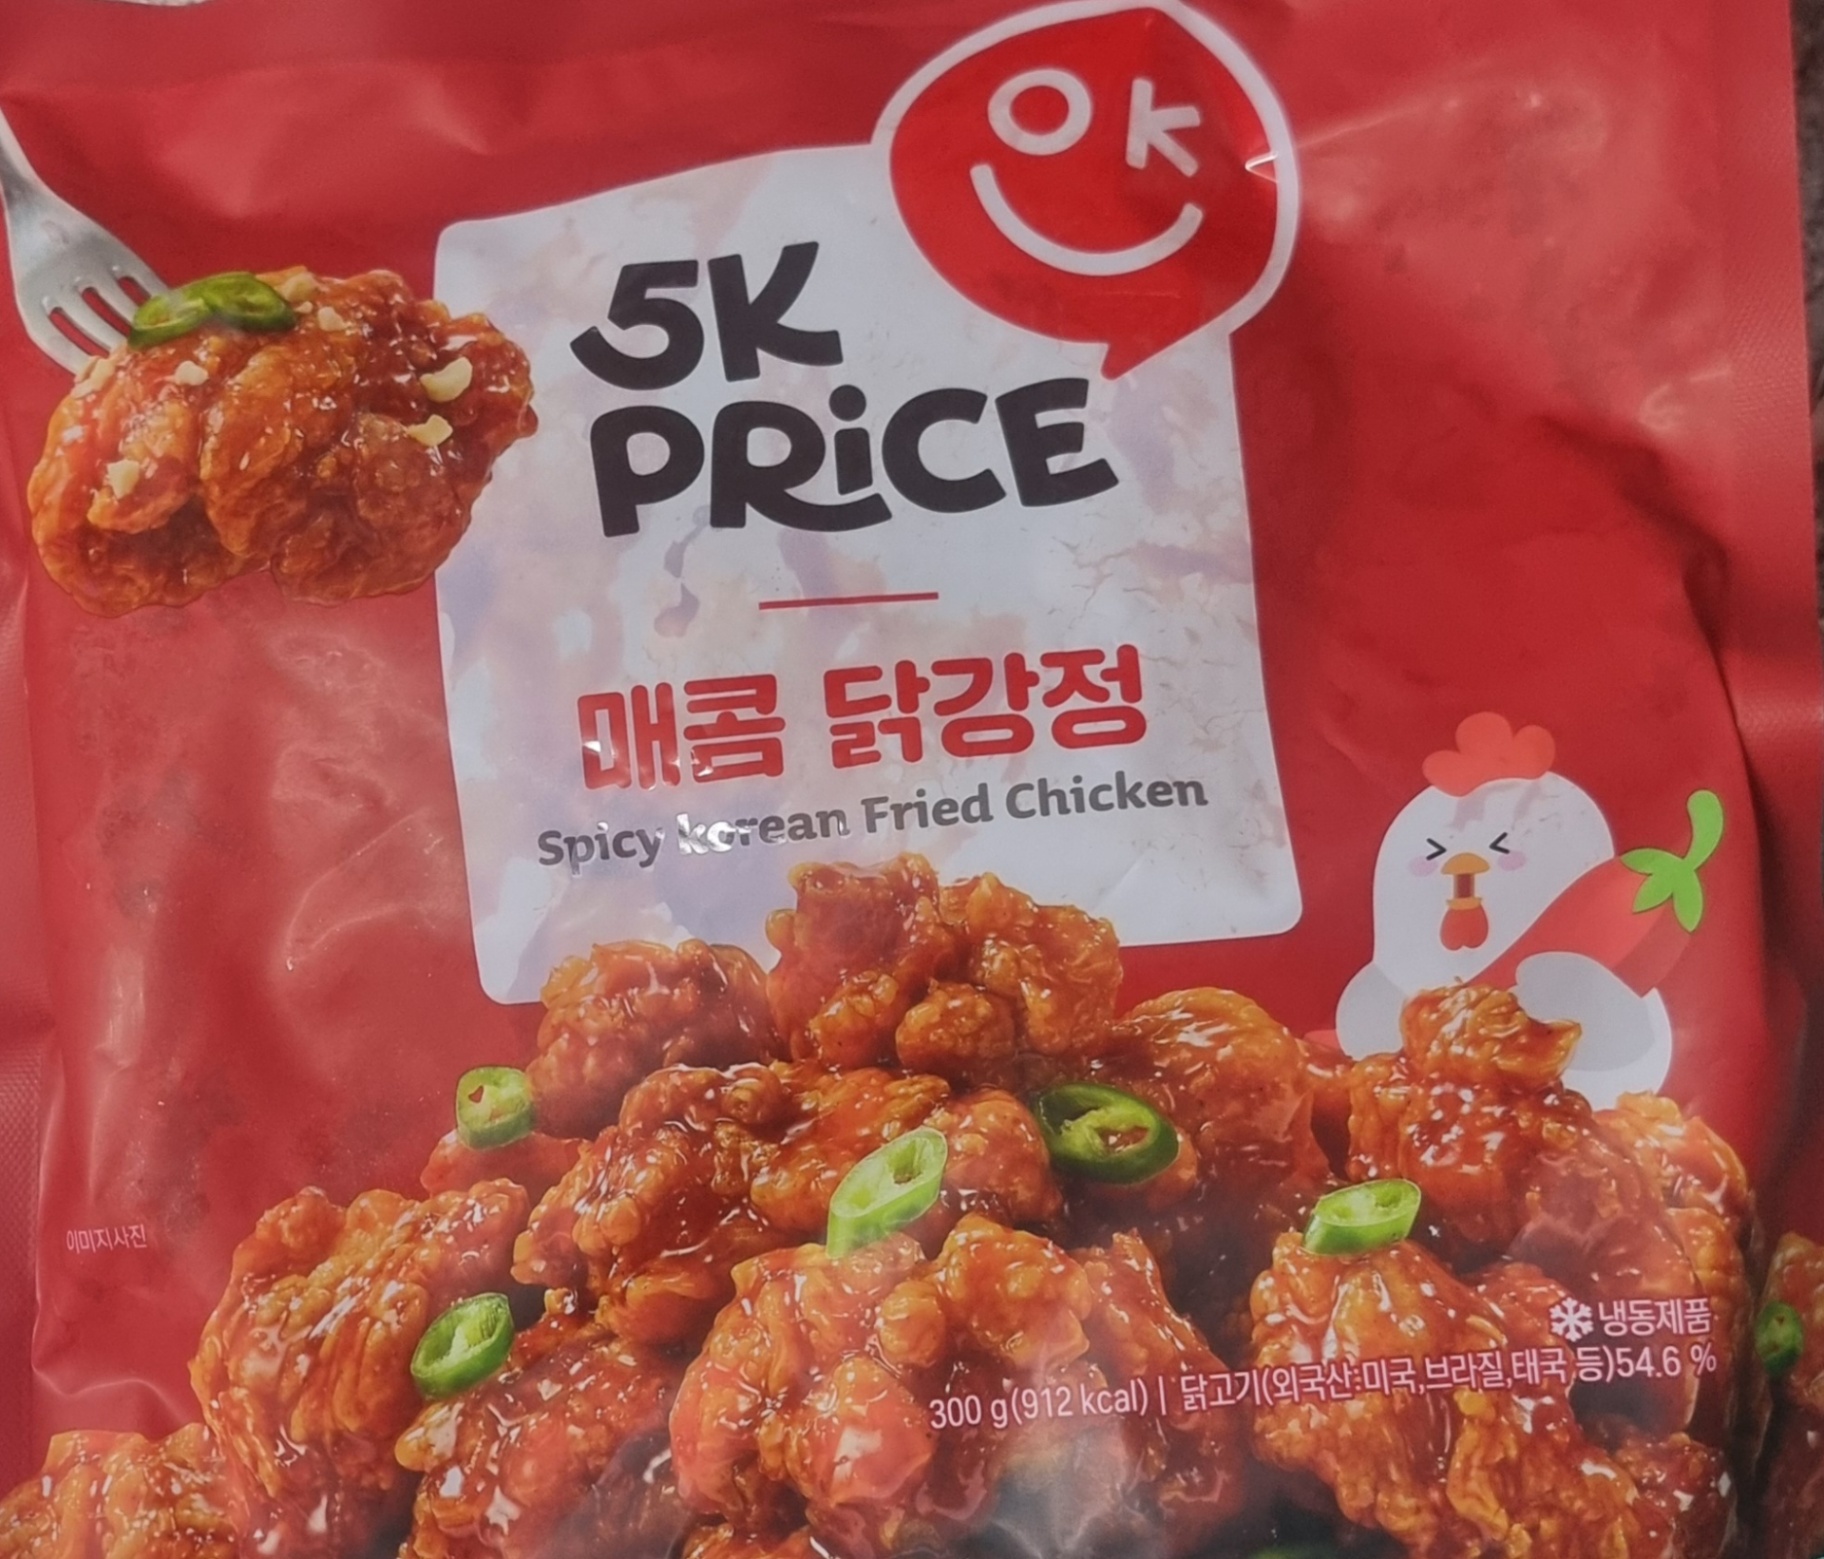 OK
5K
PRiCE
매콤 닭강정
Spicy korean Fried Chicken
이미지사진
냉동제품
300 g(912 kcal) | 닭고기(외국산:미국,브라질,태국 등)54.6 %